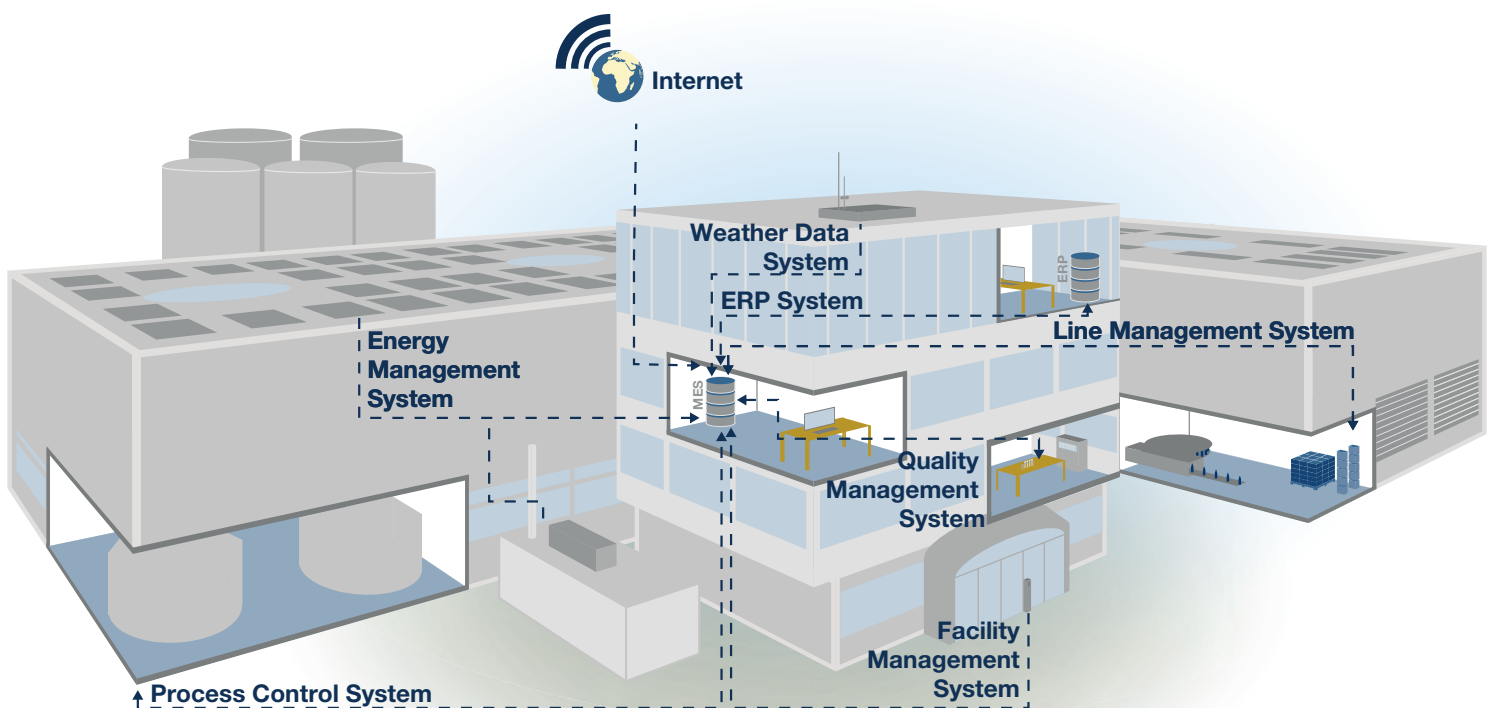 Internet
Weather Data
System
ERP
ERP System
Line Management System
Energy
Management
System
MES
Quality
Management
System
Facility
Management
System
Process Control System